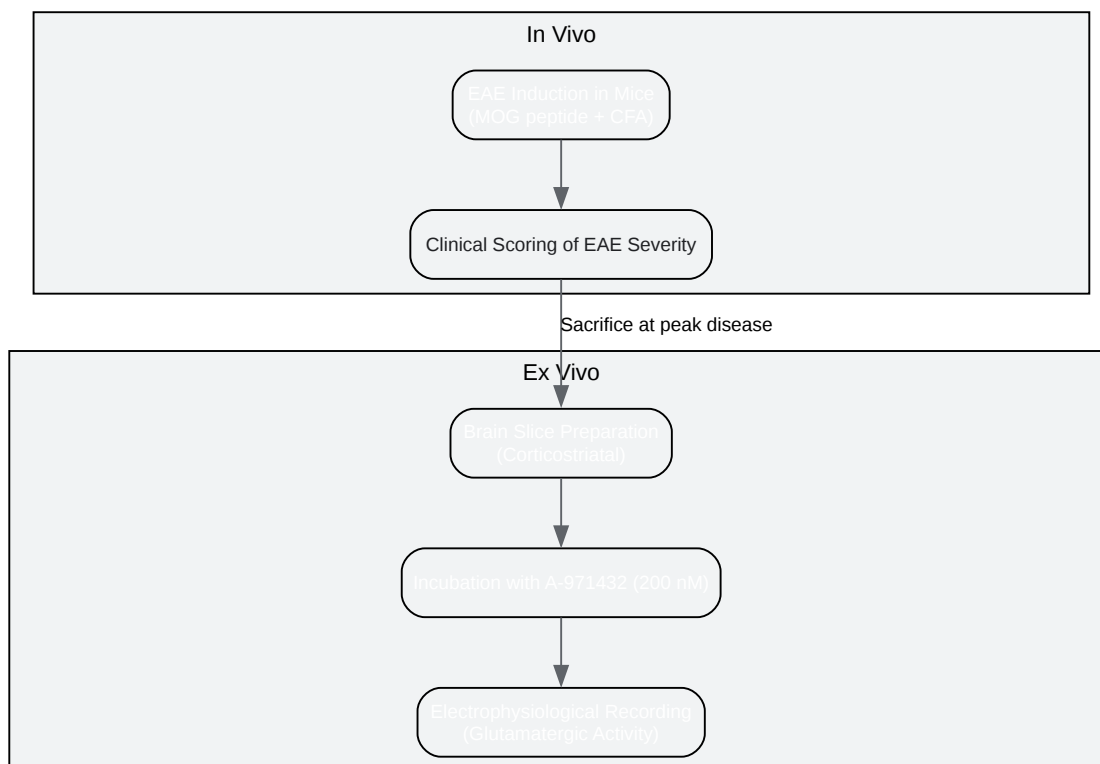 In Vivo
EAE Induction in Mice
(MOG peptide + CFA)
Clinical Scoring of EAE Severity
Sacrifice at peak disease
Ex Vivo
Brain Slice Preparation
(Corticostriatal)
Incubation with A-971432 (200 nM)
Electrophysiological Recording
(Glutamatergic Activity)